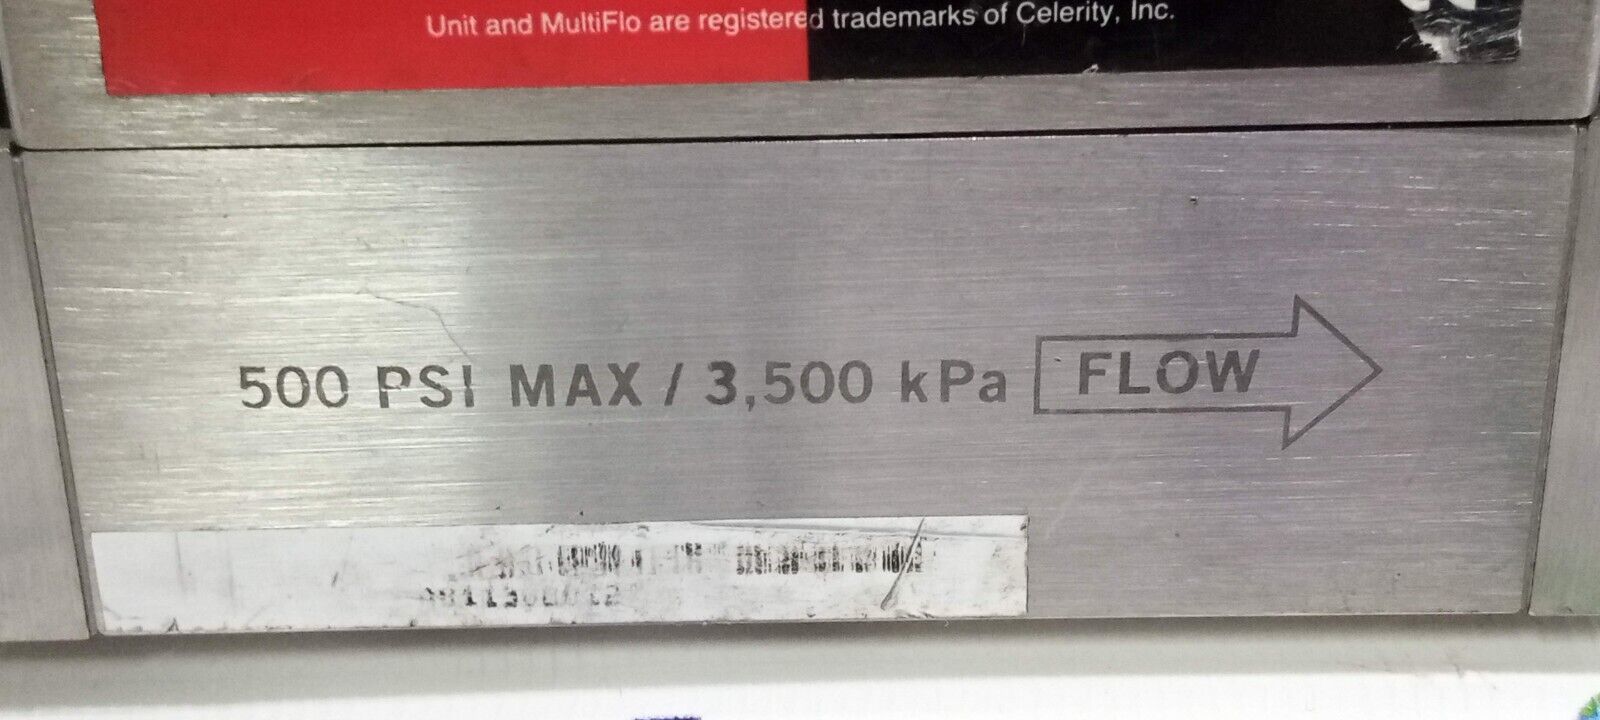 Unit and MultiFlo are registered trademarks of Celerity, Inc.
500 PSI MAX / 3,500 kPa FLOW